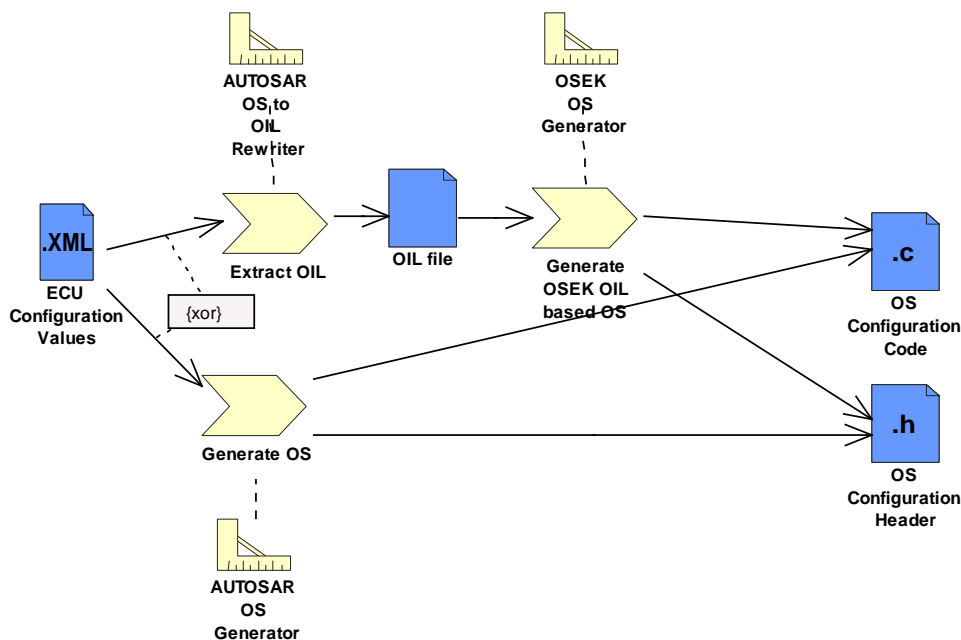 AUTOSAR
OS to
OIL
Rewriter
OSEK
OS
Generator
.XML
ECU
Configuration
Values
Extract OIL
OIL file
Generate
OSEK OIL
based OS
{xor}
.c
OS
Configuration
Code
Generate OS
.h
OS
Configuration
Header
AUTOSAR
OS
Generator